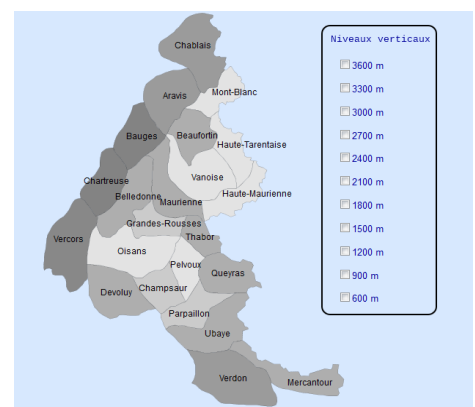 Chablais
Mont-Blanc
Aravis
Bauges
Beaufortin
Haute-Tarentaise
Chartreuse
Vanoise
Belledonne
Haute-Maurienne
Maurienne
Grandes-Rousses
Vercors
Thabor
Oisans
Pelvoux
Queyras
Devoluy
Champsaur
Parpaillon
Ubaye
Verdon
Mercantour
Niveaux verticaux
3600 m
3300 m
3000 m
2700 m
2400 m
2100 m
1800 m
1500 m
1200 m
900 m
600 m